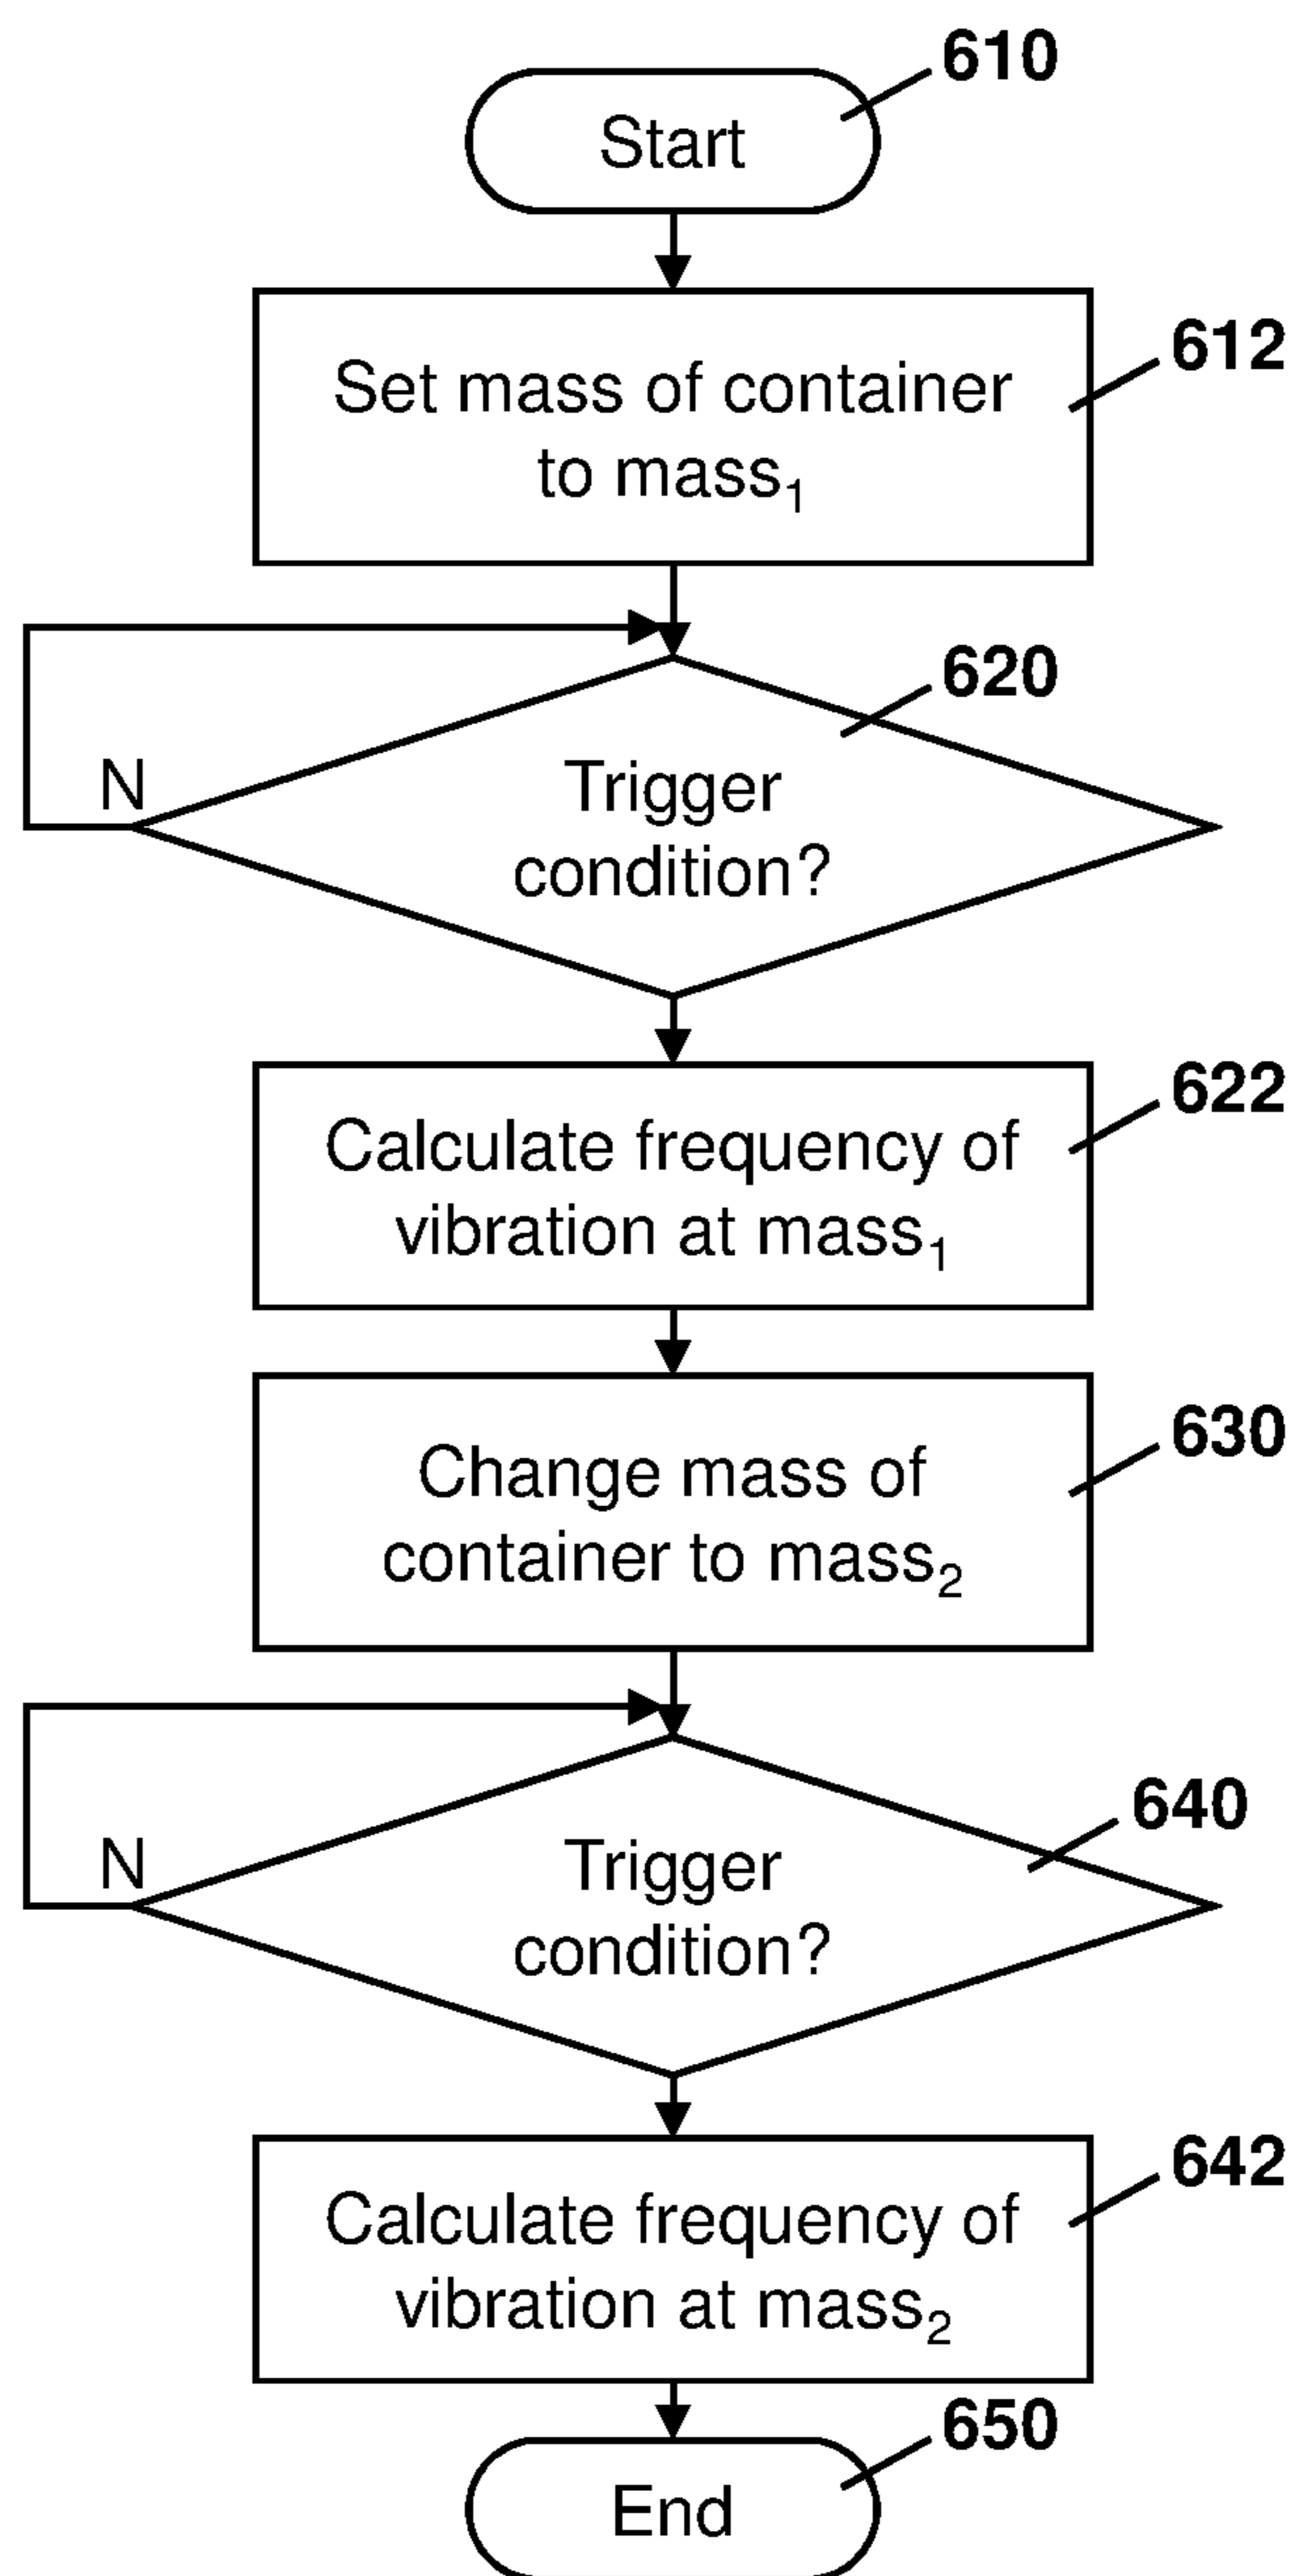 610
Start
612
Set mass of container
to mass₁
620
N
Trigger
condition?
622
Calculate frequency of
vibration at mass₁
630
Change mass of
container to mass₂
640
N
Trigger
condition?
642
Calculate frequency of
vibration at mass₂
650
End